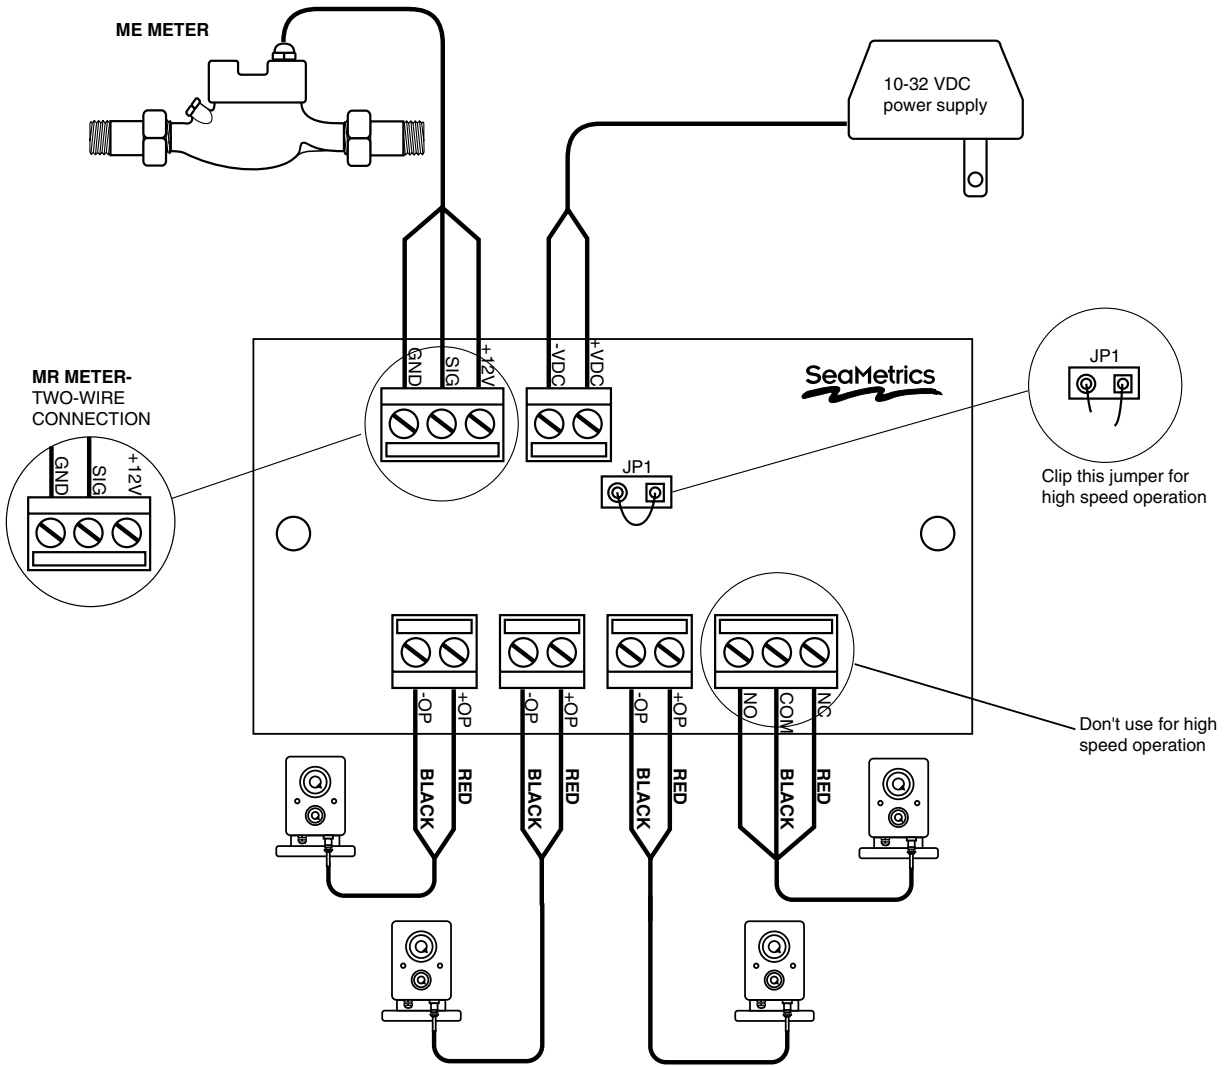 ME METER
10-32 VDC
power supply
GND
SIG
+12V
-VDC
+VDC
SeaMetrics
JP1
Clip this jumper for
high speed operation
MR METER-
TWO-WIRE
CONNECTION
GND
SIG
+12V
JP1
-OP
+OP
-OP
+OP
-OP
+OP
NO
COM
NC
Don't use for high
speed operation
BLACK
RED
BLACK
RED
BLACK
RED
BLACK
RED